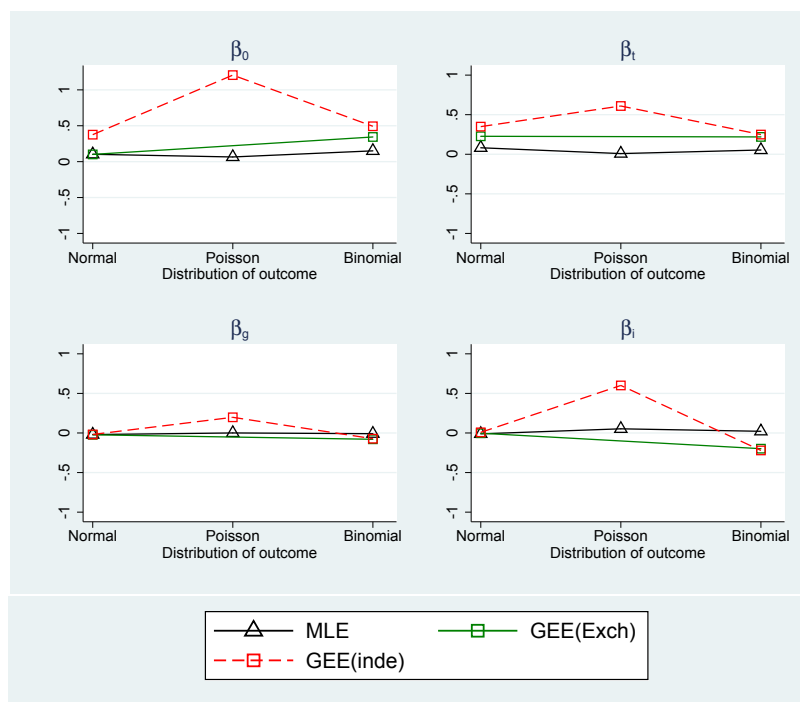 β0
1
.5
0
-.5
-1
Normal Poisson Binomial
Distribution of outcome
βt
1
.5
0
-.5
-1
Normal Poisson Binomial
Distribution of outcome
βg
1
.5
0
-.5
-1
Normal Poisson Binomial
Distribution of outcome
βi
1
.5
0
-.5
-1
Normal Poisson Binomial
Distribution of outcome
MLE GEE(Exch)
GEE(inde)